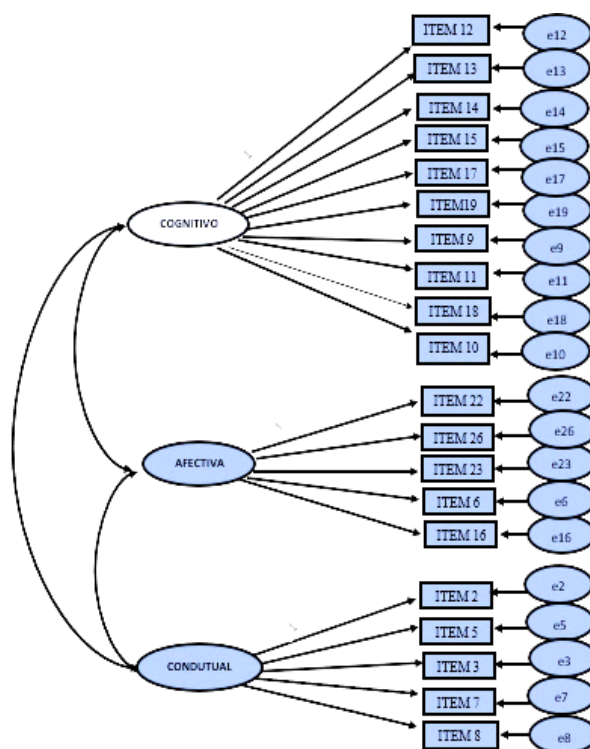 ITEM 12
e12
ITEM 13
e13
ITEM 14
e14
ITEM 15
e15
ITEM 17
e17
ITEM19
e19
COGNITIVO
ITEM 9
e9
ITEM 11
e11
ITEM 18
e18
ITEM 10
e10
ITEM 22
e22
ITEM 26
e26
AFECTIVA
ITEM 23
e23
ITEM 6
e6
ITEM 16
e16
ITEM 2
e2
ITEM 5
e5
CONDUTUAL
ITEM 3
e3
ITEM 7
e7
ITEM 8
e8